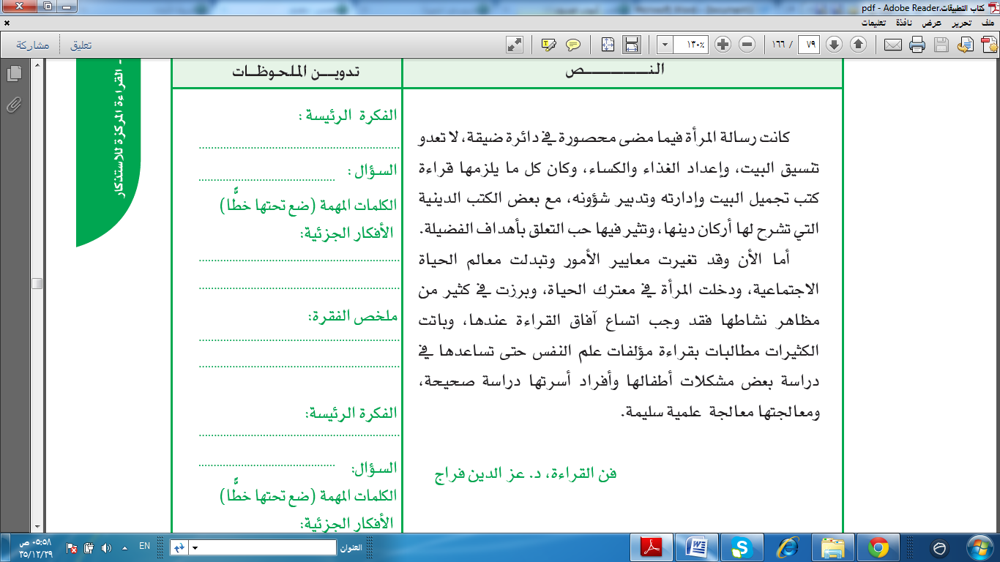 كتاب التطبيقات.pdf - Adobe Reader
ملف تحرير عرض نافذة تعليمات
٧٩ / ١٦٦
١٣٠٪
تعليق
مشاركة
- القراءة المركزة للاستذكار
النــــــــــــص
تدويـــن الملـحـوظــات
كانت رسالة المرأة فيما مضى محصورة في دائرة ضيقة، لا تعدو
تنسيق البيت، وإعداد الغذاء والكساء، وكان كل ما يلزمها قراءة
كتب تجميل البيت وإدارته وتدبير شؤونه، مع بعض الكتب الدينية
التي تشرح لها أركان دينها، وتثير فيها حب التعلق بأهداف الفضيلة.
أما الأن وقد تغيرت معايير الأمور وتبدلت معالم الحياة
الاجتماعية، ودخلت المرأة في معترك الحياة، وبرزت في كثير من
مظاهر نشاطها فقد وجب اتساع آفاق القراءة عندها، وباتت
الكثيرات مطالبات بقراءة مؤلفات علم النفس حتى تساعدها في
دراسة بعض مشكلات أطفالها وأفراد أسرتها دراسة صحيحة،
ومعالجتها معالجة علمية سليمة.
فن القراءة، د. عز الدين فراج
الفكرة الرئيسة :
السؤال :
الكلمات المهمة (ضع تحتها خطًّا)
الأفكار الجزئية:
ملخص الفقرة:
الفكرة الرئيسة:
السؤال:
الكلمات المهمة (ضع تحتها خطًّا)
الأفكار الجزئية:
العنوان
EN
٠٥:٥٨ ص
٣٥/١٢/٢٩